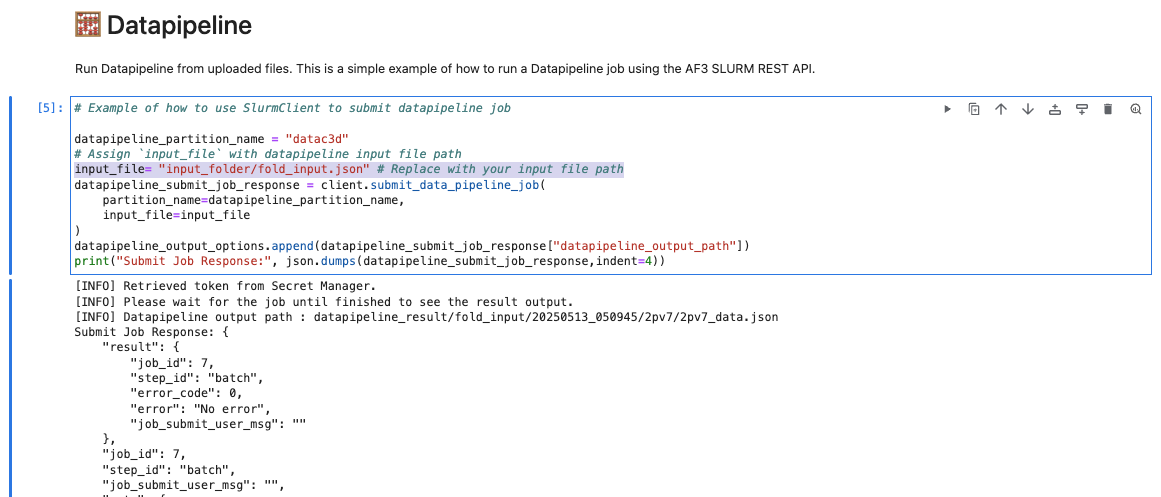 🧮 Datapipeline
Run Datapipeline from uploaded files. This is a simple example of how to run a Datapipeline job using the AF3 SLURM REST API.
[5]:
# Example of how to use SlurmClient to submit datapipeline job
datapipeline_partition_name = "datac3d"
# Assign `input_file` with datapipeline input file path
input_file= "input_folder/fold_input.json" # Replace with your input file path
datapipeline_submit_job_response = client.submit_data_pipeline_job(
    partition_name=datapipeline_partition_name,
    input_file=input_file
)
datapipeline_output_options.append(datapipeline_submit_job_response["datapipeline_output_path"])
print("Submit Job Response:", json.dumps(datapipeline_submit_job_response,indent=4))
[INFO] Retrieved token from Secret Manager.
[INFO] Please wait for the job until finished to see the result output.
[INFO] Datapipeline output path : datapipeline_result/fold_input/20250513_050945/2pv7/2pv7_data.json
Submit Job Response: {
    "result": {
        "job_id": 7,
        "step_id": "batch",
        "error_code": 0,
        "error": "No error",
        "job_submit_user_msg": ""
    },
    "job_id": 7,
    "step_id": "batch",
    "job_submit_user_msg": "",